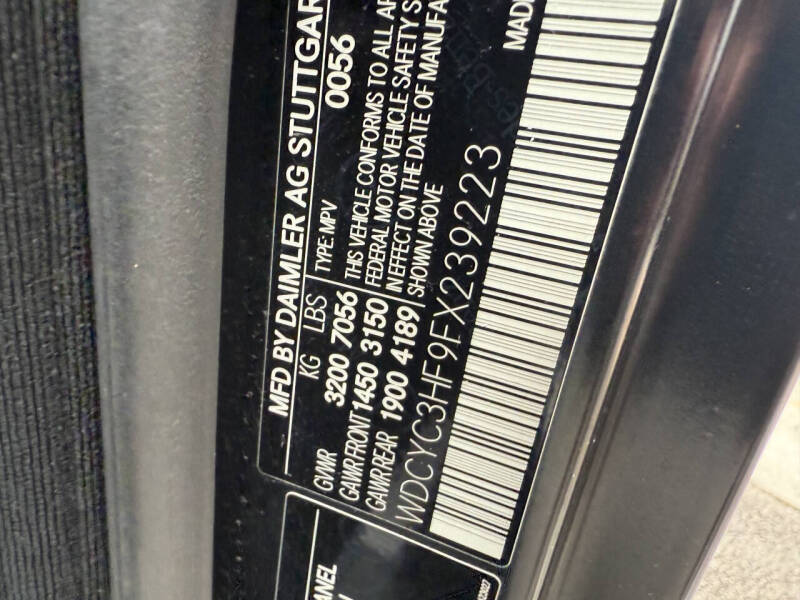 MFD BY DAIMLER AG STUTTGAR
KG LBS 0056
GVWR 3200 7056 TYPE: MPV
GAWR FRONT 1450 3150 THIS VEHICLE CONFORMS TO ALL AP
GAWR REAR 1900 4189 FEDERAL MOTOR VEHICLE SAFETY S
IN EFFECT ON THE DATE OF MANUFA
SHOWN ABOVE
MADE
WDCYC3HF9FX239223
ANEL